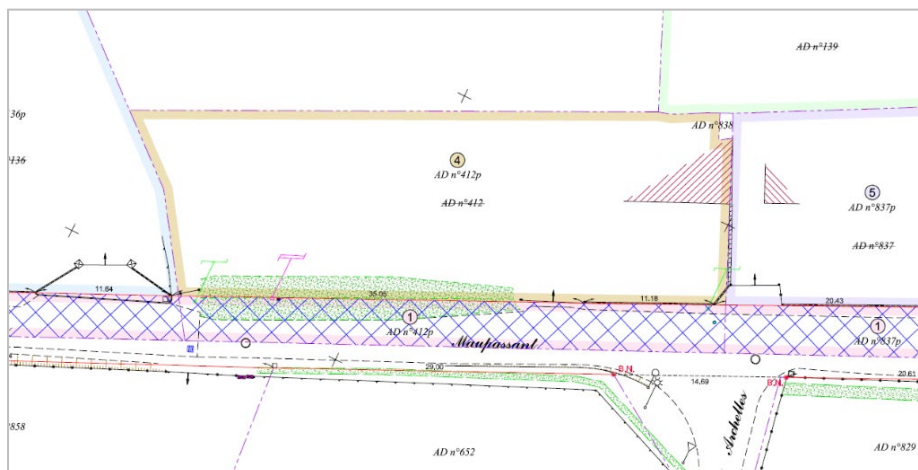 AD n°139
36p
AD n°838
4
AD n°412p
AD n°412
136
5
AD n°837p
AD n°837
11.64
35.05
11.18
20.43
1
AD n°412p
1
AD n°837p
Maupassant
29.00
B.N.
14.69
B.N.
20.61
Archelles
858
AD n°652
AD n°829